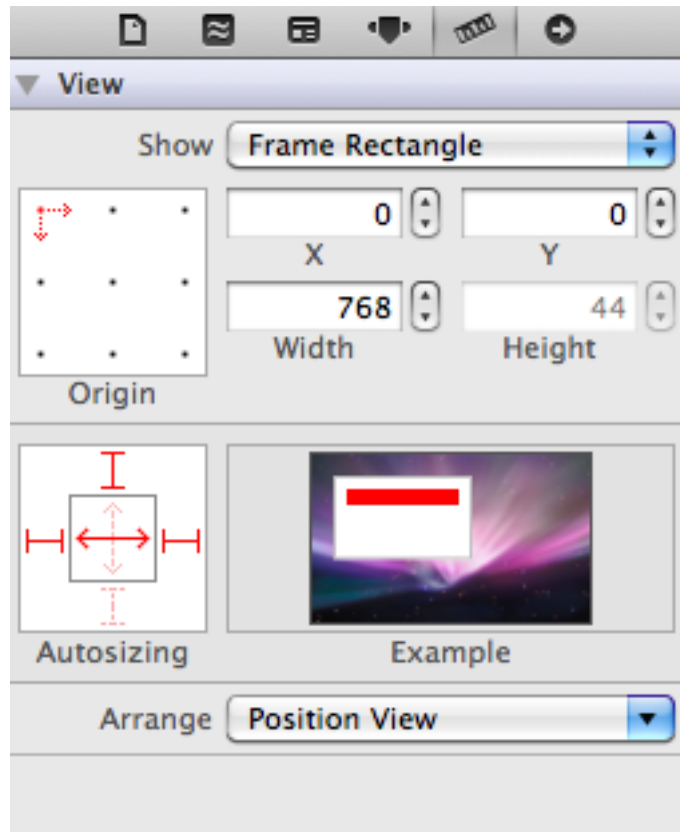 View
Show Frame Rectangle
0 0
X Y
768 44
Width Height
Origin
Autosizing Example
Arrange Position View